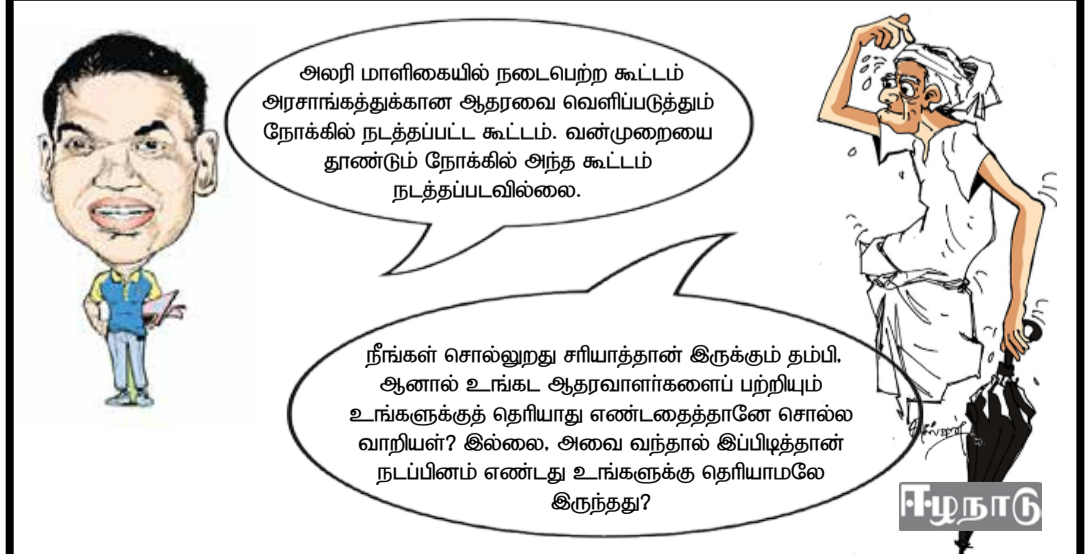 அலரி மாளிகையில் நடைபெற்ற கூட்டம்
அரசாங்கத்துக்கான ஆதரவை வெளிப்படுத்தும்
நோக்கில் நடத்தப்பட்ட கூட்டம். வன்முறையை
தூண்டும் நோக்கில் அந்த கூட்டம்
நடத்தப்படவில்லை.
நீங்கள் சொல்லுறது சரியாத்தான் இருக்கும் தம்பி,
ஆனால் உங்கட ஆதரவாளர்களைப் பற்றியும்
உங்களுக்குத் தெரியாது எண்டதைத்தானே சொல்ல
வாறியள்? இல்லை, அவை வந்தால் இப்பிடித்தான்
நடப்பினம் எண்டது உங்களுக்கு தெரியாமலே
இருந்தது?
ஈழநாடு